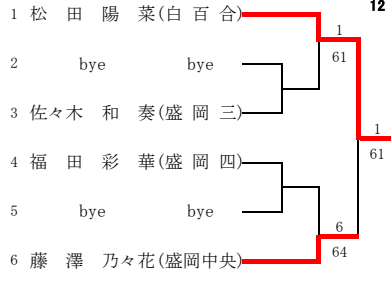 12
1 松 田 陽 菜(白 百 合)
1
2 bye bye
61
3 佐々木 和 奏(盛 岡 三)
1
4 福 田 彩 華(盛 岡 四)
61
5 bye bye
6
64
6 藤 澤 乃々花(盛岡中央)